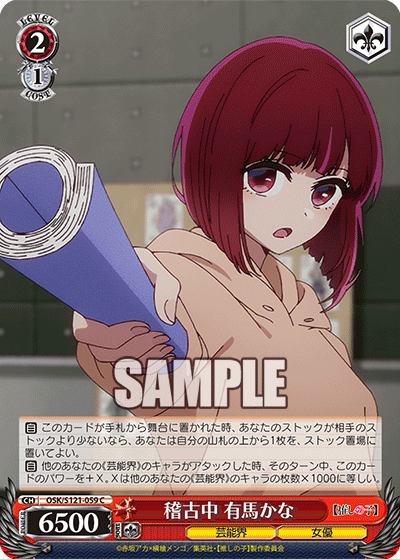 LEVEL
2
1
COST
SAMPLE
自 このカードが手札から舞台に置かれた時、あなたのストックが相手のス
トックより少ないなら、あなたは自分の山札の上から1枚を、ストック置場に
置いてよい。
自 他のあなたの《芸能界》のキャラがアタックした時、そのターン中、このカー
ドのパワーを+X。Xは他のあなたの《芸能界》のキャラの枚数×1000に等しい。
CH OSK/S121-059 C
6500
稽古中 有馬かな
【推しの子】
芸能界
女優
©赤坂アカ×横槍メンゴ/集英社・【推しの子】製作委員会